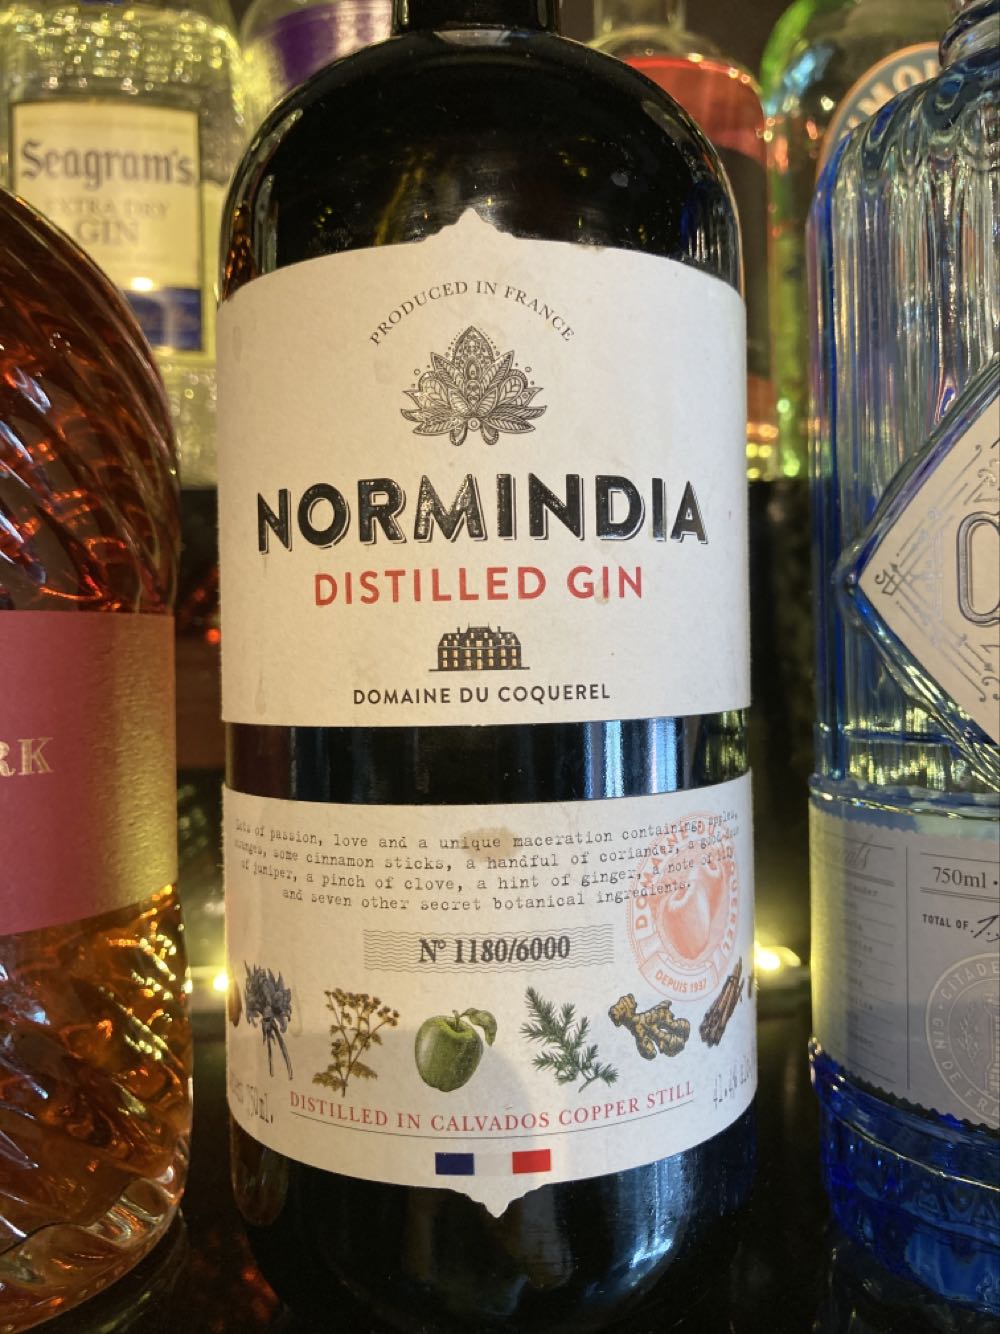 Seagram's
EXTRA DRY
GIN
PRODUCED IN FRANCE
NORMINDIA
DISTILLED GIN
DOMAINE DU COQUEREL
of passion, love and a unique maceration containing apples,
oranges, some cinnamon sticks, a handful of coriander, a good dose
of juniper, a pinch of clove, a hint of ginger, a note of
and seven other secret botanical ingredients.
N° 1180/6000
DOMAINE DU COQUEREL
DEPUIS 1937
DISTILLED IN CALVADOS COPPER STILL
RK
750ml
TOTAL OF